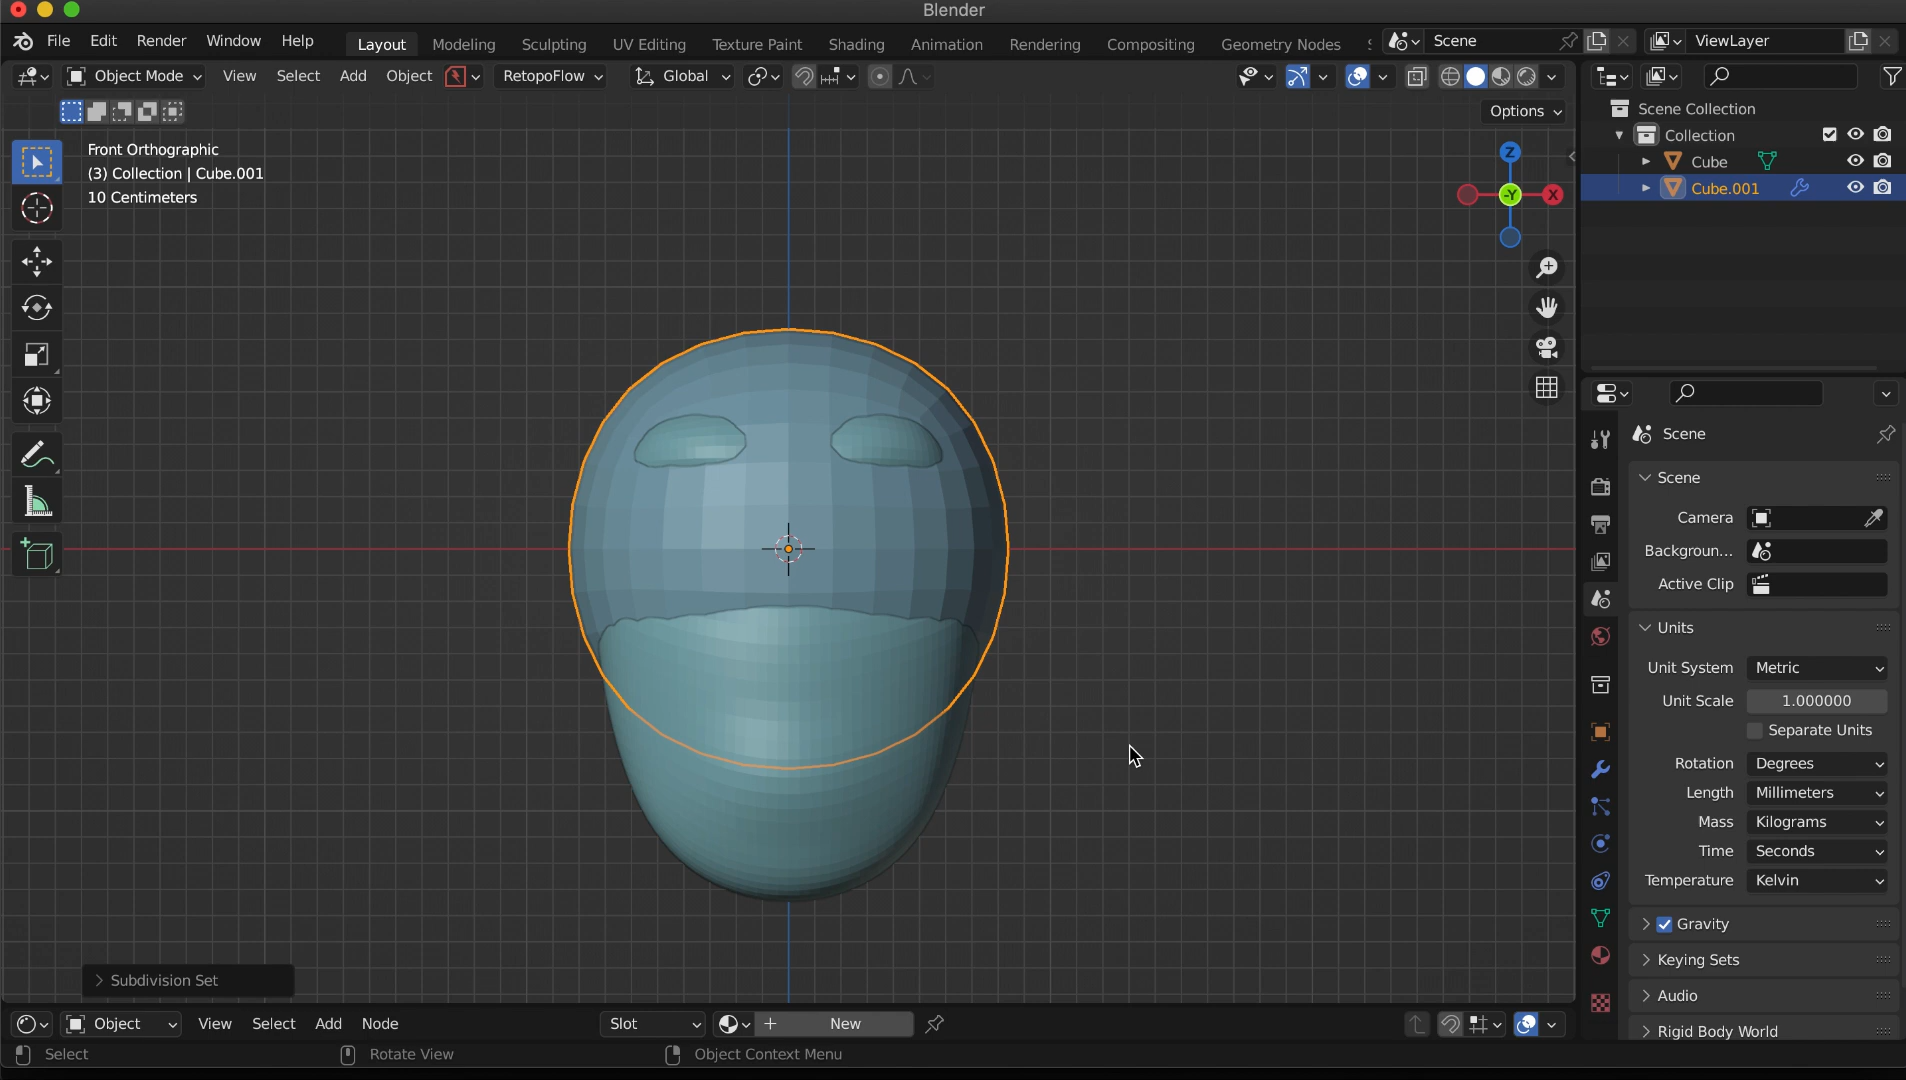 Blender
File Edit Render Window Help Layout Modeling Sculpting UV Editing Texture Paint Shading Animation Rendering Compositing Geometry Nodes Scene ViewLayer
Object Mode View Select Add Object RetopoFlow Global
Options
Front Orthographic
(3) Collection | Cube.001
10 Centimeters
Z
-Y
X
Scene Collection
Collection
Cube
Cube.001
Scene
Scene
Camera
Backgroun...
Active Clip
Units
Unit System Metric
Unit Scale 1.000000
Separate Units
Rotation Degrees
Length Millimeters
Mass Kilograms
Time Seconds
Temperature Kelvin
Gravity
Keying Sets
Audio
Rigid Body World
Subdivision Set
Object View Select Add Node Slot New
Select Rotate View Object Context Menu